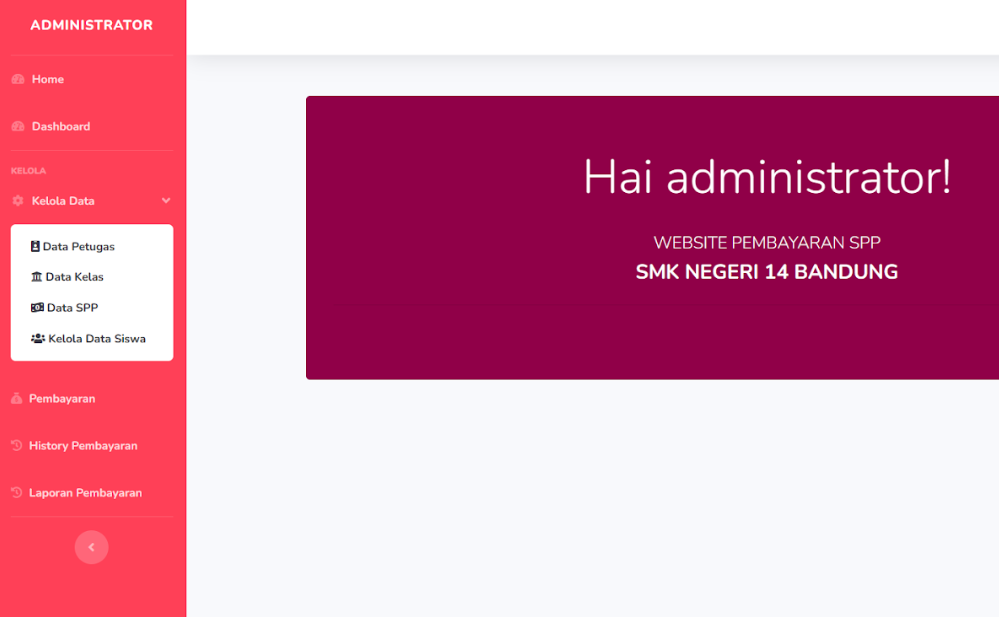 ADMINISTRATOR
Home
Dashboard
KELOLA
Kelola Data
Data Petugas
Data Kelas
Data SPP
Kelola Data Siswa
Pembayaran
History Pembayaran
Laporan Pembayaran
Hai administrator!
WEBSITE PEMBAYARAN SPP
SMK NEGERI 14 BANDUNG